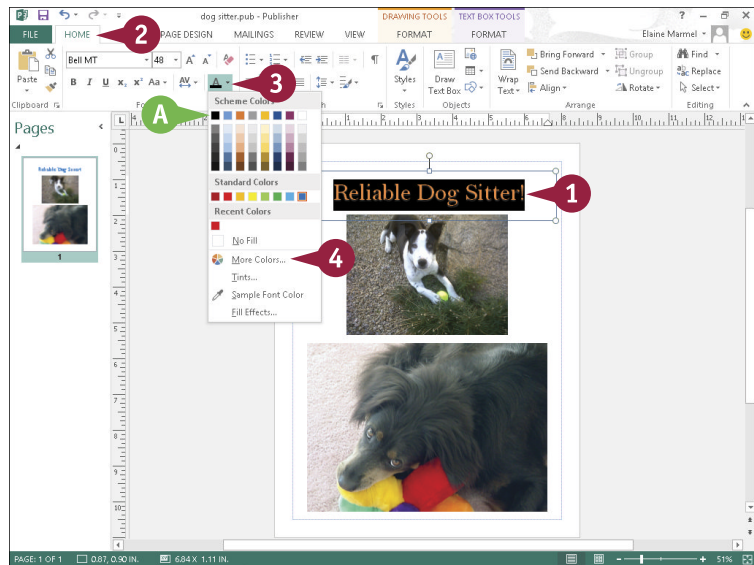 dog sitter.pub - Publisher
DRAWING TOOLS TEXT BOX TOOLS
FILE HOME 2 PAGE DESIGN MAILINGS REVIEW VIEW FORMAT FORMAT Elaine Marmel
Bell MT 48 A A ¶
Paste B I U x₂ x² Aa AV A 3
Styles Draw Text Box Wrap Text
Bring Forward Group Find
Send Backward Ungroup Replace
Align Rotate Select
Clipboard Styles Objects Arrange Editing
Pages
A
Scheme Colors
Standard Colors
Recent Colors
No Fill
More Colors... 4
Tints...
Sample Font Color
Fill Effects...
Reliable Dog Sitter! 1
Reliable Dog Sitter!
1
PAGE: 1 OF 1 0.87, 0.90 IN. 6.84 X 1.11 IN. 51%